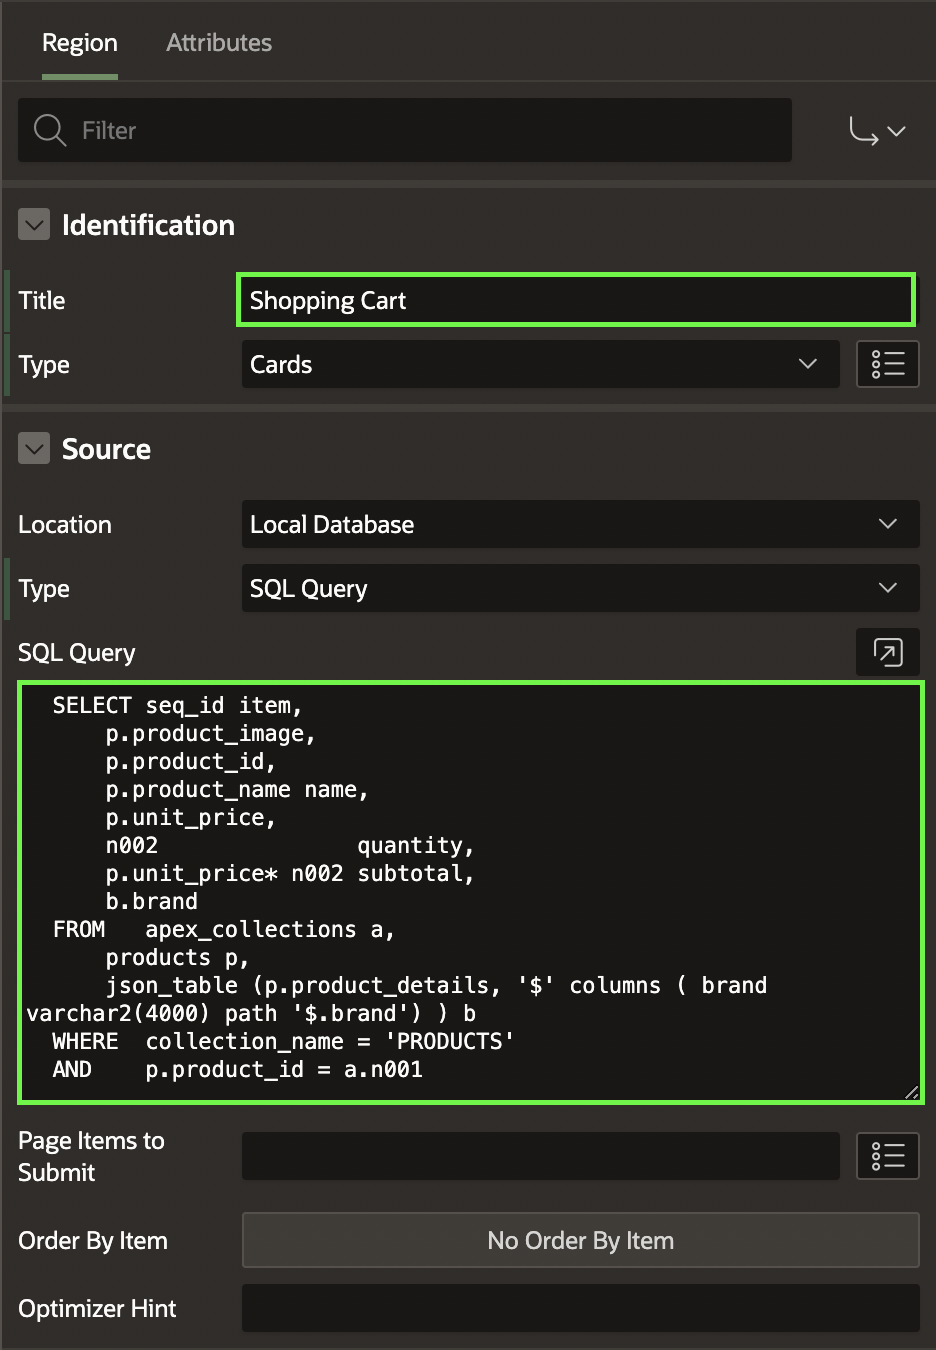 Region Attributes
Filter
Identification
Title Shopping Cart
Type Cards
Source
Location Local Database
Type SQL Query
SQL Query
SELECT seq_id item,
p.product_image,
p.product_id,
p.product_name name,
p.unit_price,
n002 quantity,
p.unit_price* n002 subtotal,
b.brand
FROM apex_collections a,
products p,
json_table (p.product_details, '$' columns ( brand
varchar2(4000) path '$.brand') ) b
WHERE collection_name = 'PRODUCTS'
AND p.product_id = a.n001
Page Items to
Submit
Order By Item No Order By Item
Optimizer Hint